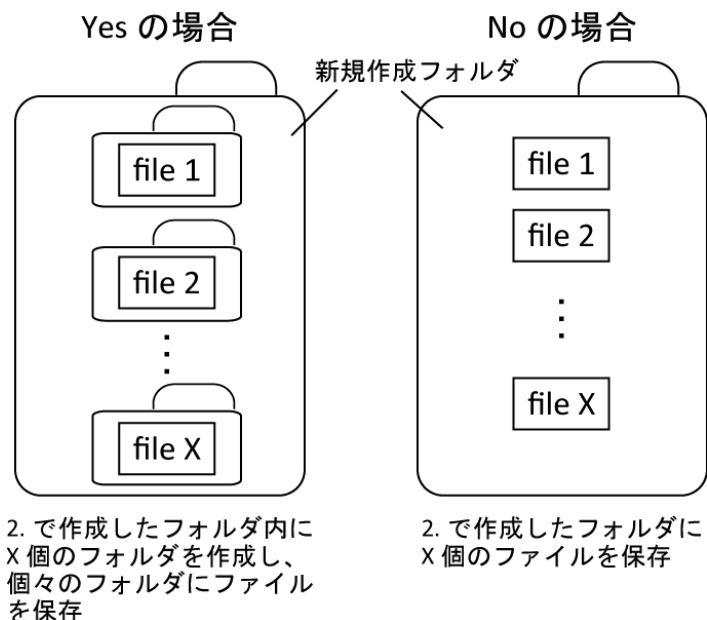 Yes の場合
No の場合
新規作成フォルダ
file 1
file 2
⋮
file X
file 1
file 2
⋮
file X
2. で作成したフォルダ内に
X 個のフォルダを作成し、
個々のフォルダにファイル
を保存
2. で作成したフォルダに
X 個のファイルを保存